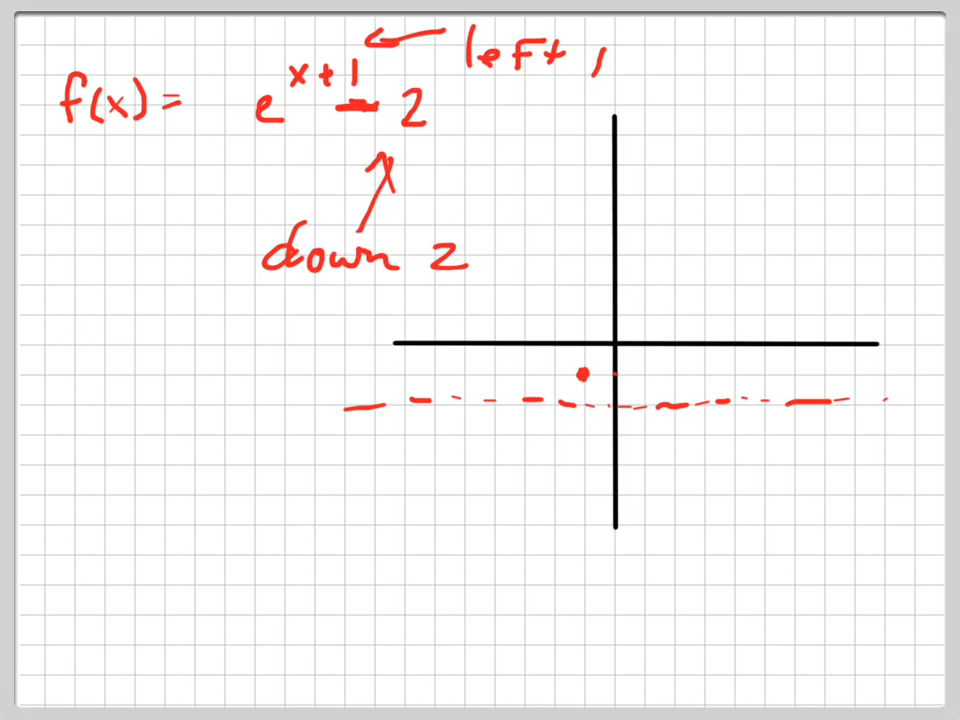 left 1
f(x) = e^{x+1} - 2
down 2